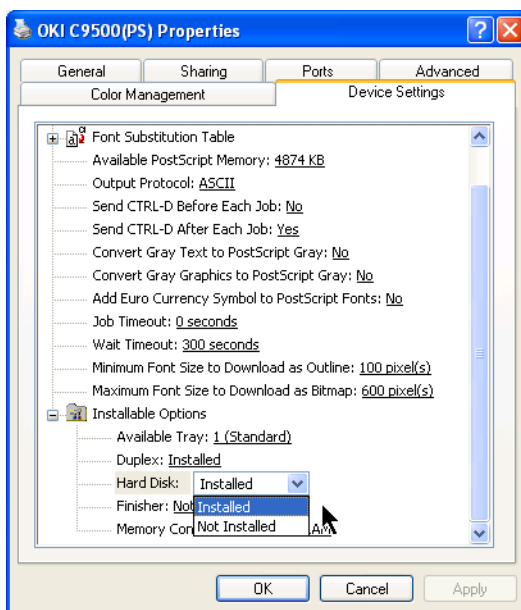 OKI C9500(PS) Properties
General Sharing Ports Advanced
Color Management Device Settings
Font Substitution Table
Available PostScript Memory: 4874 KB
Output Protocol: ASCII
Send CTRL-D Before Each Job: No
Send CTRL-D After Each Job: Yes
Convert Gray Text to PostScript Gray: No
Convert Gray Graphics to PostScript Gray: No
Add Euro Currency Symbol to PostScript Fonts: No
Job Timeout: 0 seconds
Wait Timeout: 300 seconds
Minimum Font Size to Download as Outline: 100 pixel(s)
Maximum Font Size to Download as Bitmap: 600 pixel(s)
Installable Options
Available Tray: 1 (Standard)
Duplex: Installed
Hard Disk: Installed
Finisher: Not Installed
Memory Con Not Installed AM
OK Cancel Apply